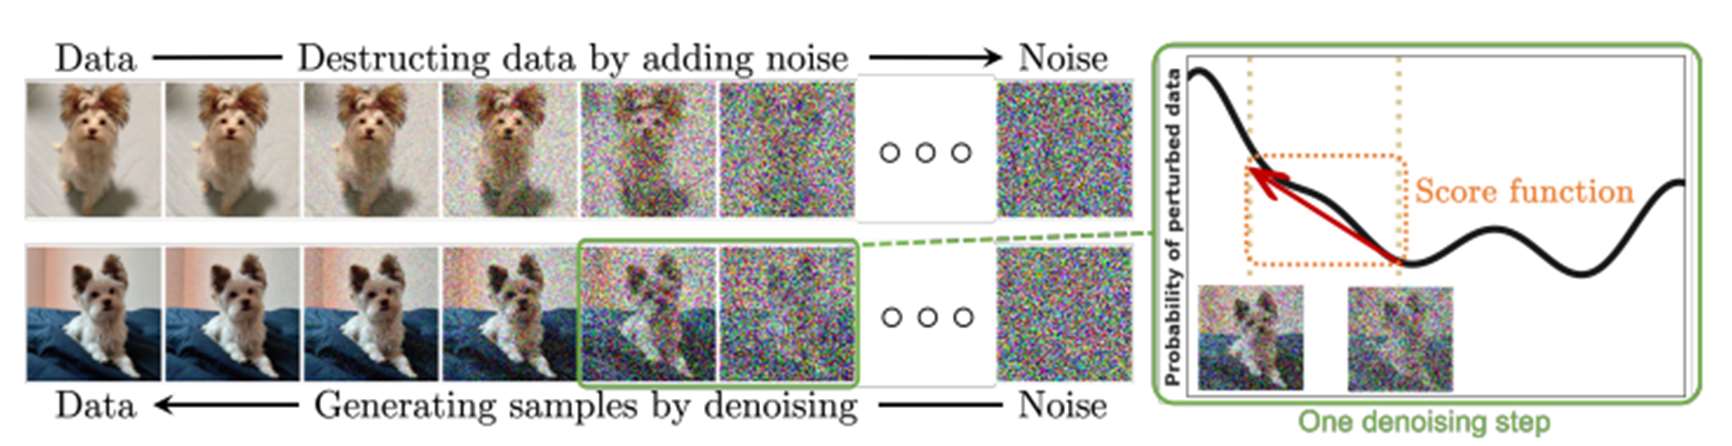 Data Destructing data by adding noise Noise
Probability of perturbed data
Score function
Data Generating samples by denoising Noise
One denoising step